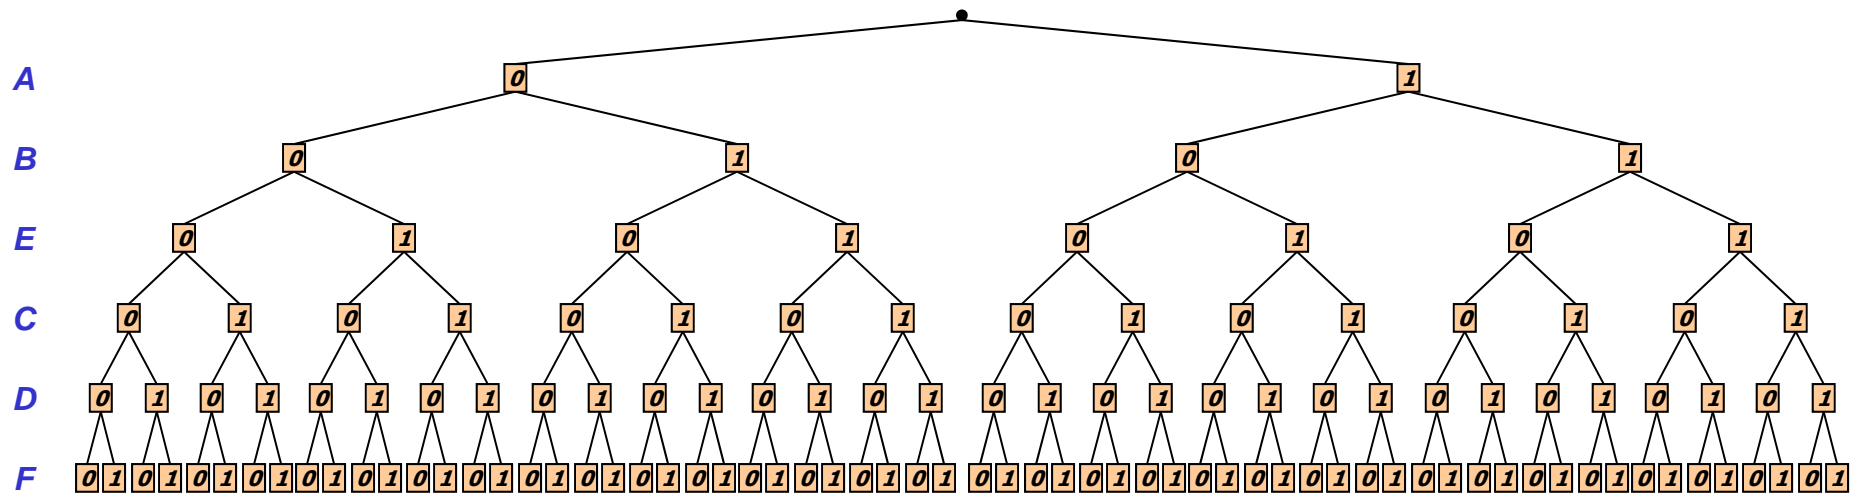 A 0 1
B 0 1 0 1
E 0 1 0 1 0 1 0 1
C 0 1 0 1 0 1 0 1 0 1 0 1 0 1 0 1
D 0 1 0 1 0 1 0 1 0 1 0 1 0 1 0 1 0 1 0 1 0 1 0 1 0 1 0 1 0 1 0 1
F 0 1 0 1 0 1 0 1 0 1 0 1 0 1 0 1 0 1 0 1 0 1 0 1 0 1 0 1 0 1 0 1 0 1 0 1 0 1 0 1 0 1 0 1 0 1 0 1 0 1 0 1 0 1 0 1 0 1 0 1 0 1 0 1